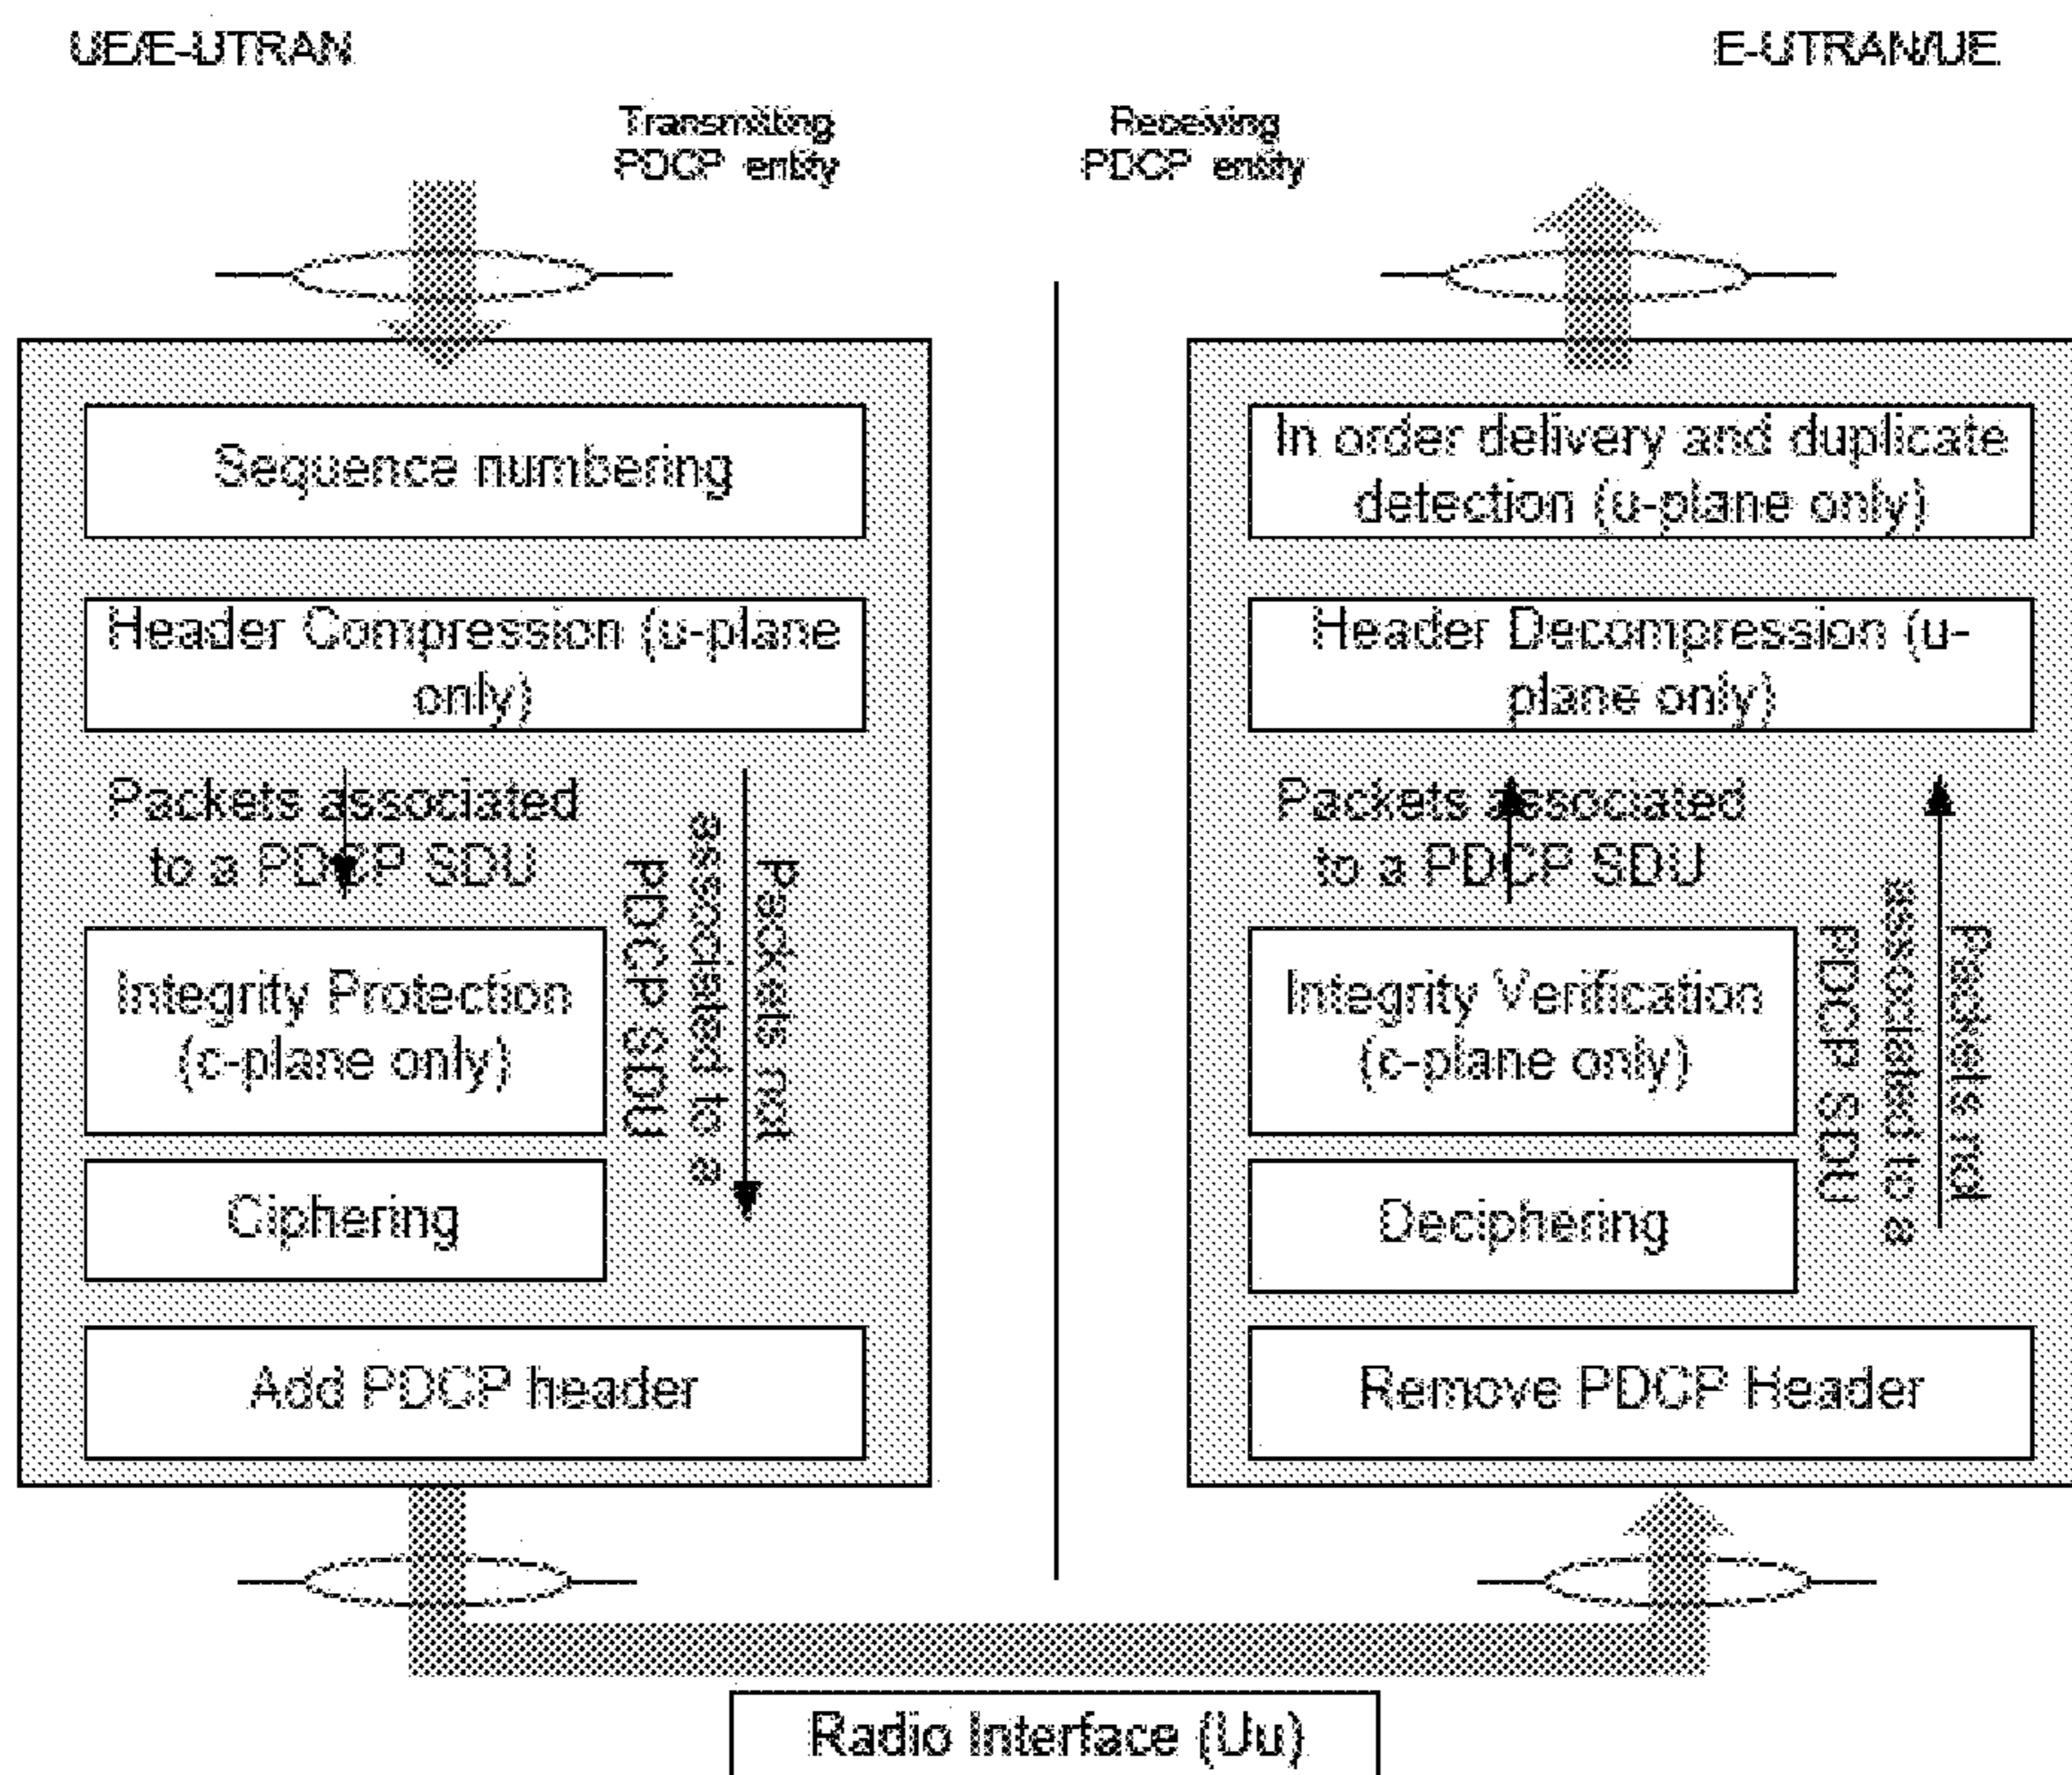 UE/E-UTRAN
E-UTRAN/UE
Transmitting
PDCP entity
Receiving
PDCP entity
Sequence numbering
Header Compression (u-plane
only)
Packets associated
to a PDCP SDU
Packets not
associated to a
PDCP SDU
Integrity Protection
(c-plane only)
Ciphering
Add PDCP header
In order delivery and duplicate
detection (u-plane only)
Header Decompression (u-
plane only)
Packets associated
to a PDCP SDU
Packets not
associated to a
PDCP SDU
Integrity Verification
(c-plane only)
Deciphering
Remove PDCP Header
Radio Interface (Uu)